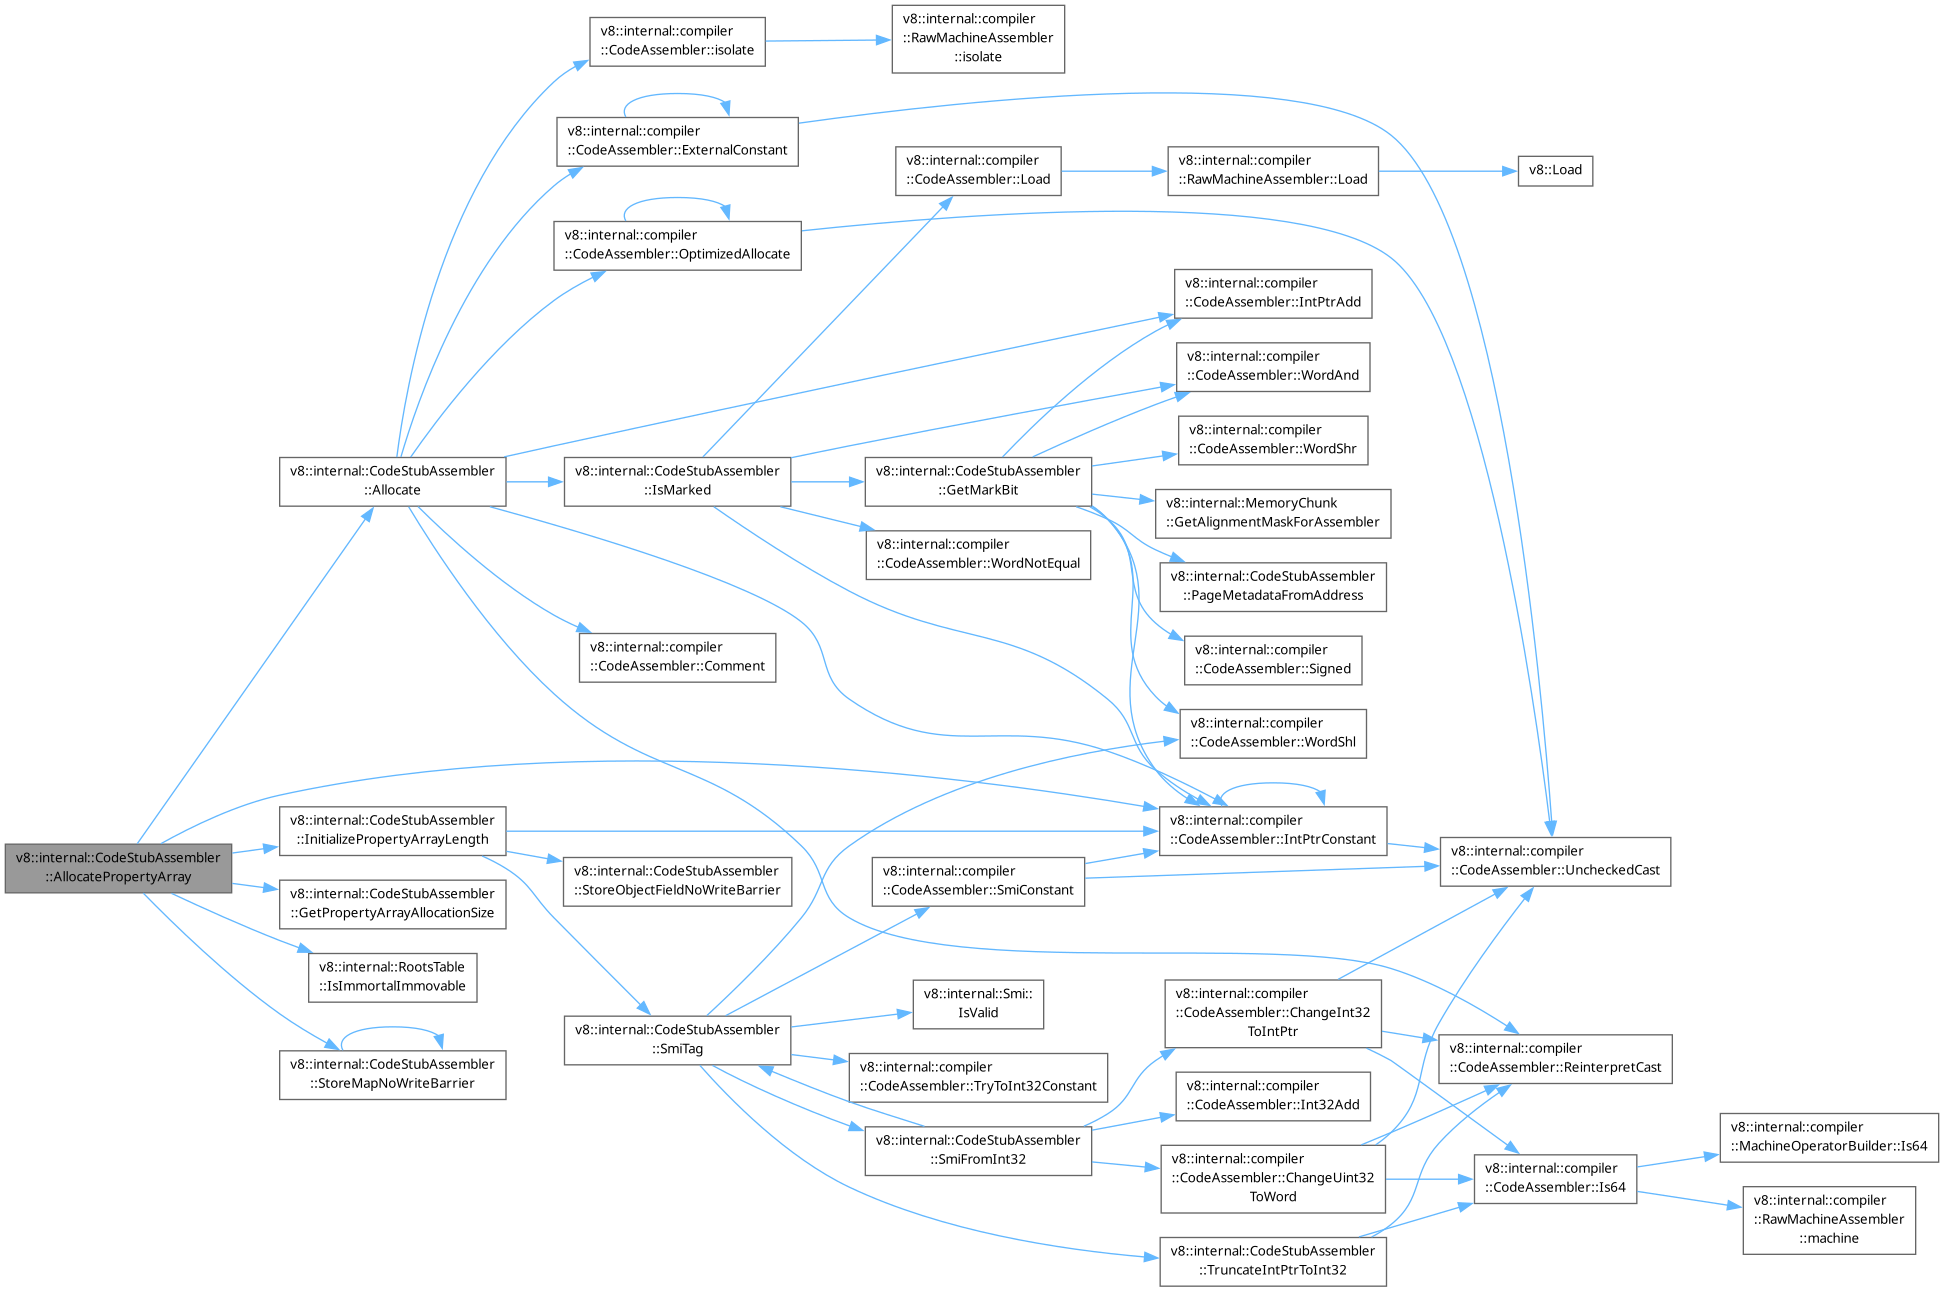 v8::internal::compiler
::CodeAssembler::isolate
v8::internal::compiler
::RawMachineAssembler
::isolate
v8::internal::compiler
::CodeAssembler::ExternalConstant
v8::internal::compiler
::CodeAssembler::Load
v8::internal::compiler
::RawMachineAssembler::Load
v8::Load
v8::internal::compiler
::CodeAssembler::OptimizedAllocate
v8::internal::compiler
::CodeAssembler::IntPtrAdd
v8::internal::compiler
::CodeAssembler::WordAnd
v8::internal::compiler
::CodeAssembler::WordShr
v8::internal::CodeStubAssembler
::Allocate
v8::internal::CodeStubAssembler
::IsMarked
v8::internal::CodeStubAssembler
::GetMarkBit
v8::internal::MemoryChunk
::GetAlignmentMaskForAssembler
v8::internal::compiler
::CodeAssembler::WordNotEqual
v8::internal::CodeStubAssembler
::PageMetadataFromAddress
v8::internal::compiler
::CodeAssembler::Comment
v8::internal::compiler
::CodeAssembler::Signed
v8::internal::compiler
::CodeAssembler::WordShl
v8::internal::CodeStubAssembler
::InitializePropertyArrayLength
v8::internal::compiler
::CodeAssembler::IntPtrConstant
v8::internal::compiler
::CodeAssembler::UncheckedCast
v8::internal::CodeStubAssembler
::AllocatePropertyArray
v8::internal::CodeStubAssembler
::StoreObjectFieldNoWriteBarrier
v8::internal::compiler
::CodeAssembler::SmiConstant
v8::internal::CodeStubAssembler
::GetPropertyArrayAllocationSize
v8::internal::RootsTable
::IsImmortalImmovable
v8::internal::Smi::
IsValid
v8::internal::compiler
::CodeAssembler::ChangeInt32
ToIntPtr
v8::internal::CodeStubAssembler
::SmiTag
v8::internal::compiler
::CodeAssembler::ReinterpretCast
v8::internal::CodeStubAssembler
::StoreMapNoWriteBarrier
v8::internal::compiler
::CodeAssembler::TryToInt32Constant
v8::internal::compiler
::CodeAssembler::Int32Add
v8::internal::CodeStubAssembler
::SmiFromInt32
v8::internal::compiler
::CodeAssembler::ChangeUint32
ToWord
v8::internal::compiler
::CodeAssembler::Is64
v8::internal::compiler
::MachineOperatorBuilder::Is64
v8::internal::compiler
::RawMachineAssembler
::machine
v8::internal::CodeStubAssembler
::TruncateIntPtrToInt32